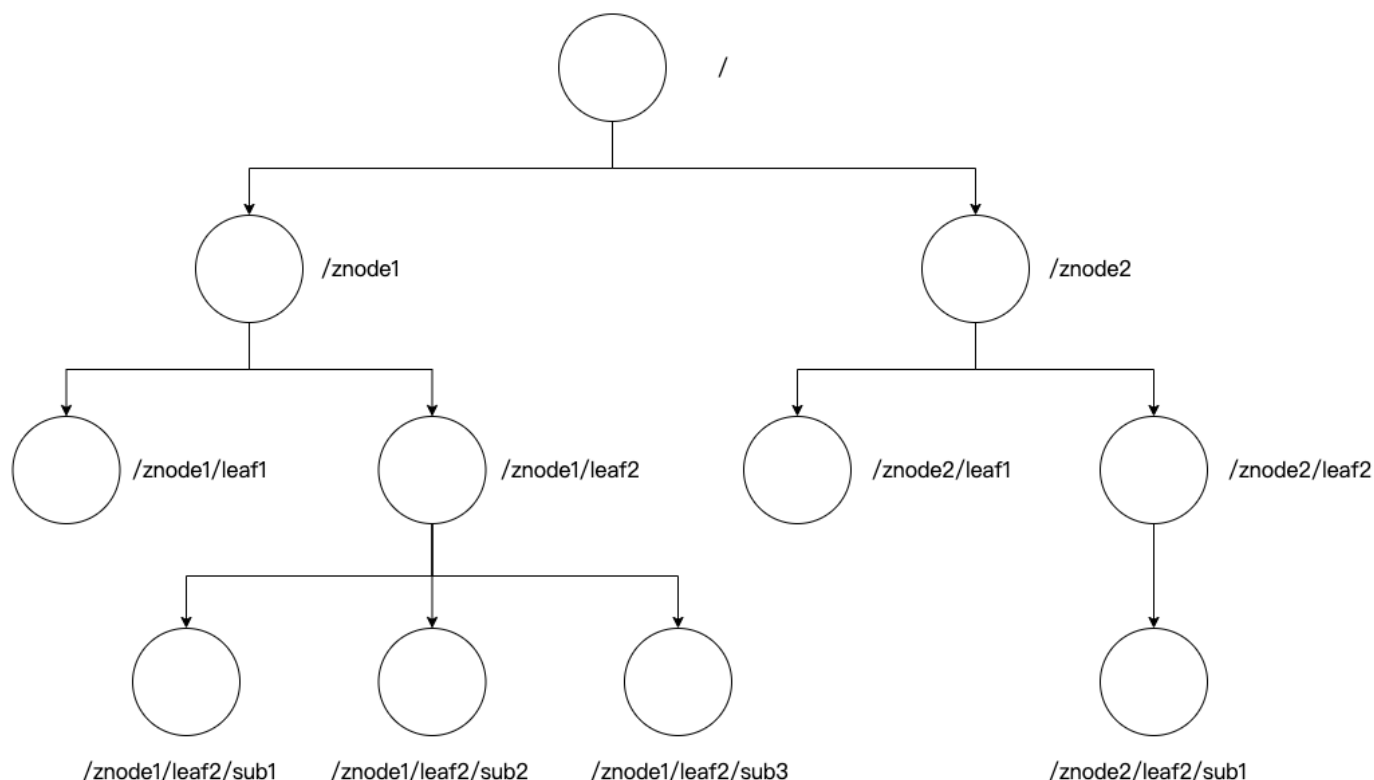 /
/znode1
/znode2
/znode1/leaf1
/znode1/leaf2
/znode2/leaf1
/znode2/leaf2
/znode1/leaf2/sub1
/znode1/leaf2/sub2
/znode1/leaf2/sub3
/znode2/leaf2/sub1